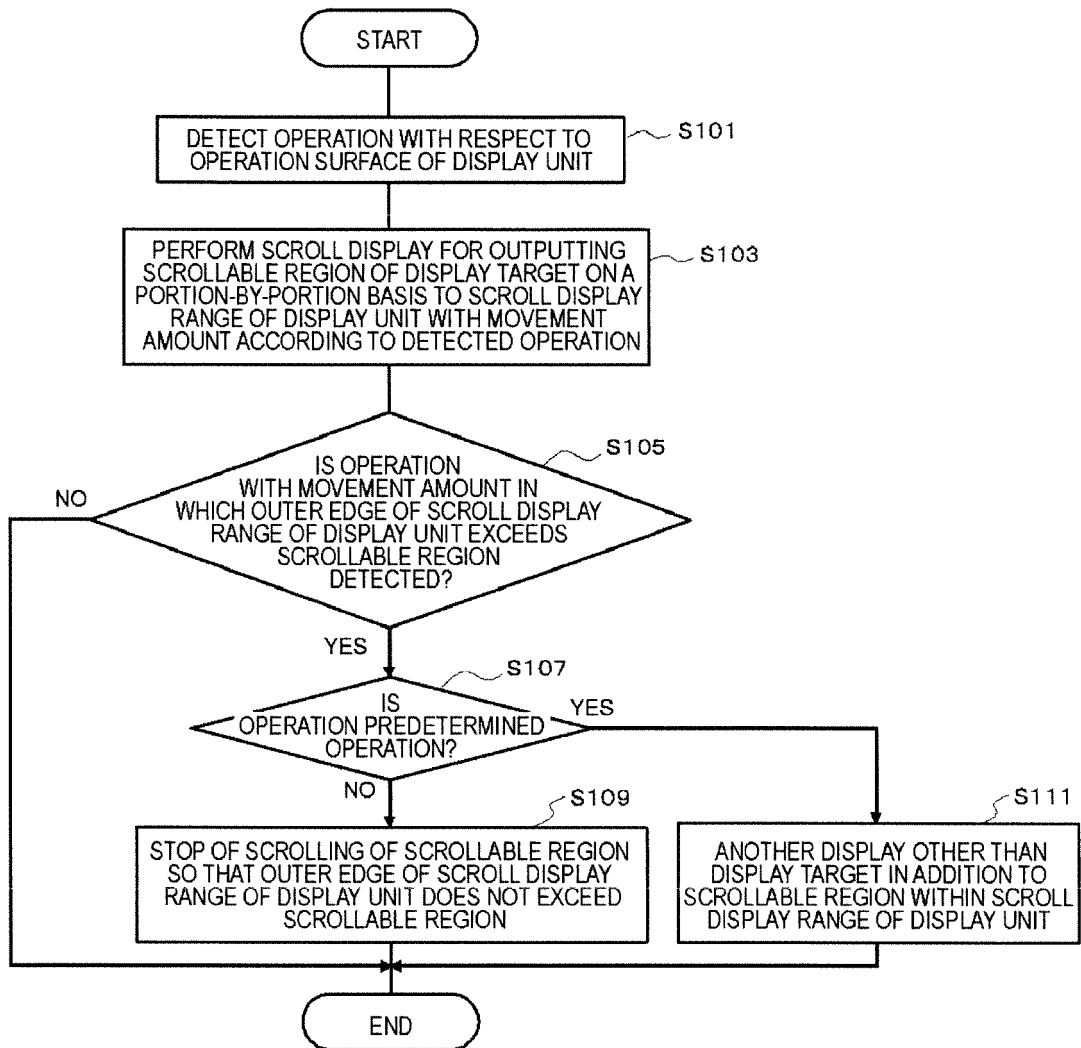 START
DETECT OPERATION WITH RESPECT TO
OPERATION SURFACE OF DISPLAY UNIT
S101
PERFORM SCROLL DISPLAY FOR OUTPUTTING
SCROLLABLE REGION OF DISPLAY TARGET ON A
PORTION-BY-PORTION BASIS TO SCROLL DISPLAY
RANGE OF DISPLAY UNIT WITH MOVEMENT
AMOUNT ACCORDING TO DETECTED OPERATION
S103
IS OPERATION
WITH MOVEMENT AMOUNT IN
WHICH OUTER EDGE OF SCROLL DISPLAY
RANGE OF DISPLAY UNIT EXCEEDS
SCROLLABLE REGION
DETECTED?
S105
NO
YES
IS
OPERATION PREDETERMINED
OPERATION?
S107
YES
NO
STOP OF SCROLLING OF SCROLLABLE REGION
SO THAT OUTER EDGE OF SCROLL DISPLAY
RANGE OF DISPLAY UNIT DOES NOT EXCEED
SCROLLABLE REGION
S109
ANOTHER DISPLAY OTHER THAN
DISPLAY TARGET IN ADDITION TO
SCROLLABLE REGION WITHIN SCROLL
DISPLAY RANGE OF DISPLAY UNIT
S111
END